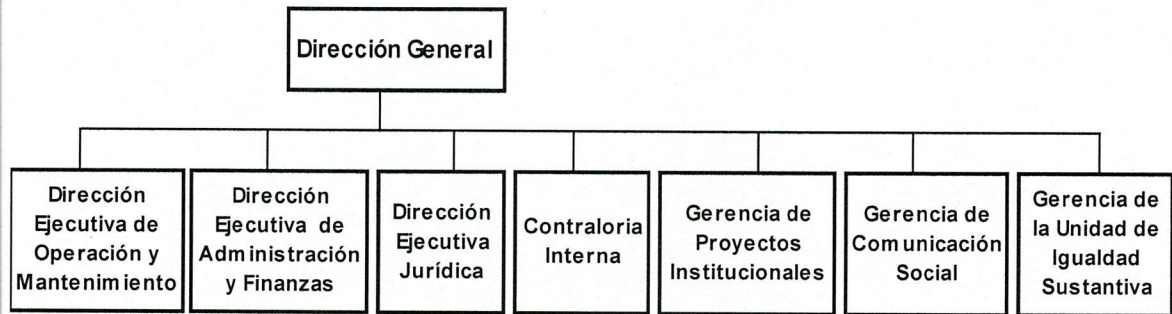 Dirección General
Dirección
Ejecutiva de
Operación y
Mantenimiento
Dirección
Ejecutiva de
Administración
y Finanzas
Dirección
Ejecutiva
Jurídica
Contraloria
Interna
Gerencia de
Proyectos
Institucionales
Gerencia de
Comunicación
Social
Gerencia de
la Unidad de
Igualdad
Sustantiva